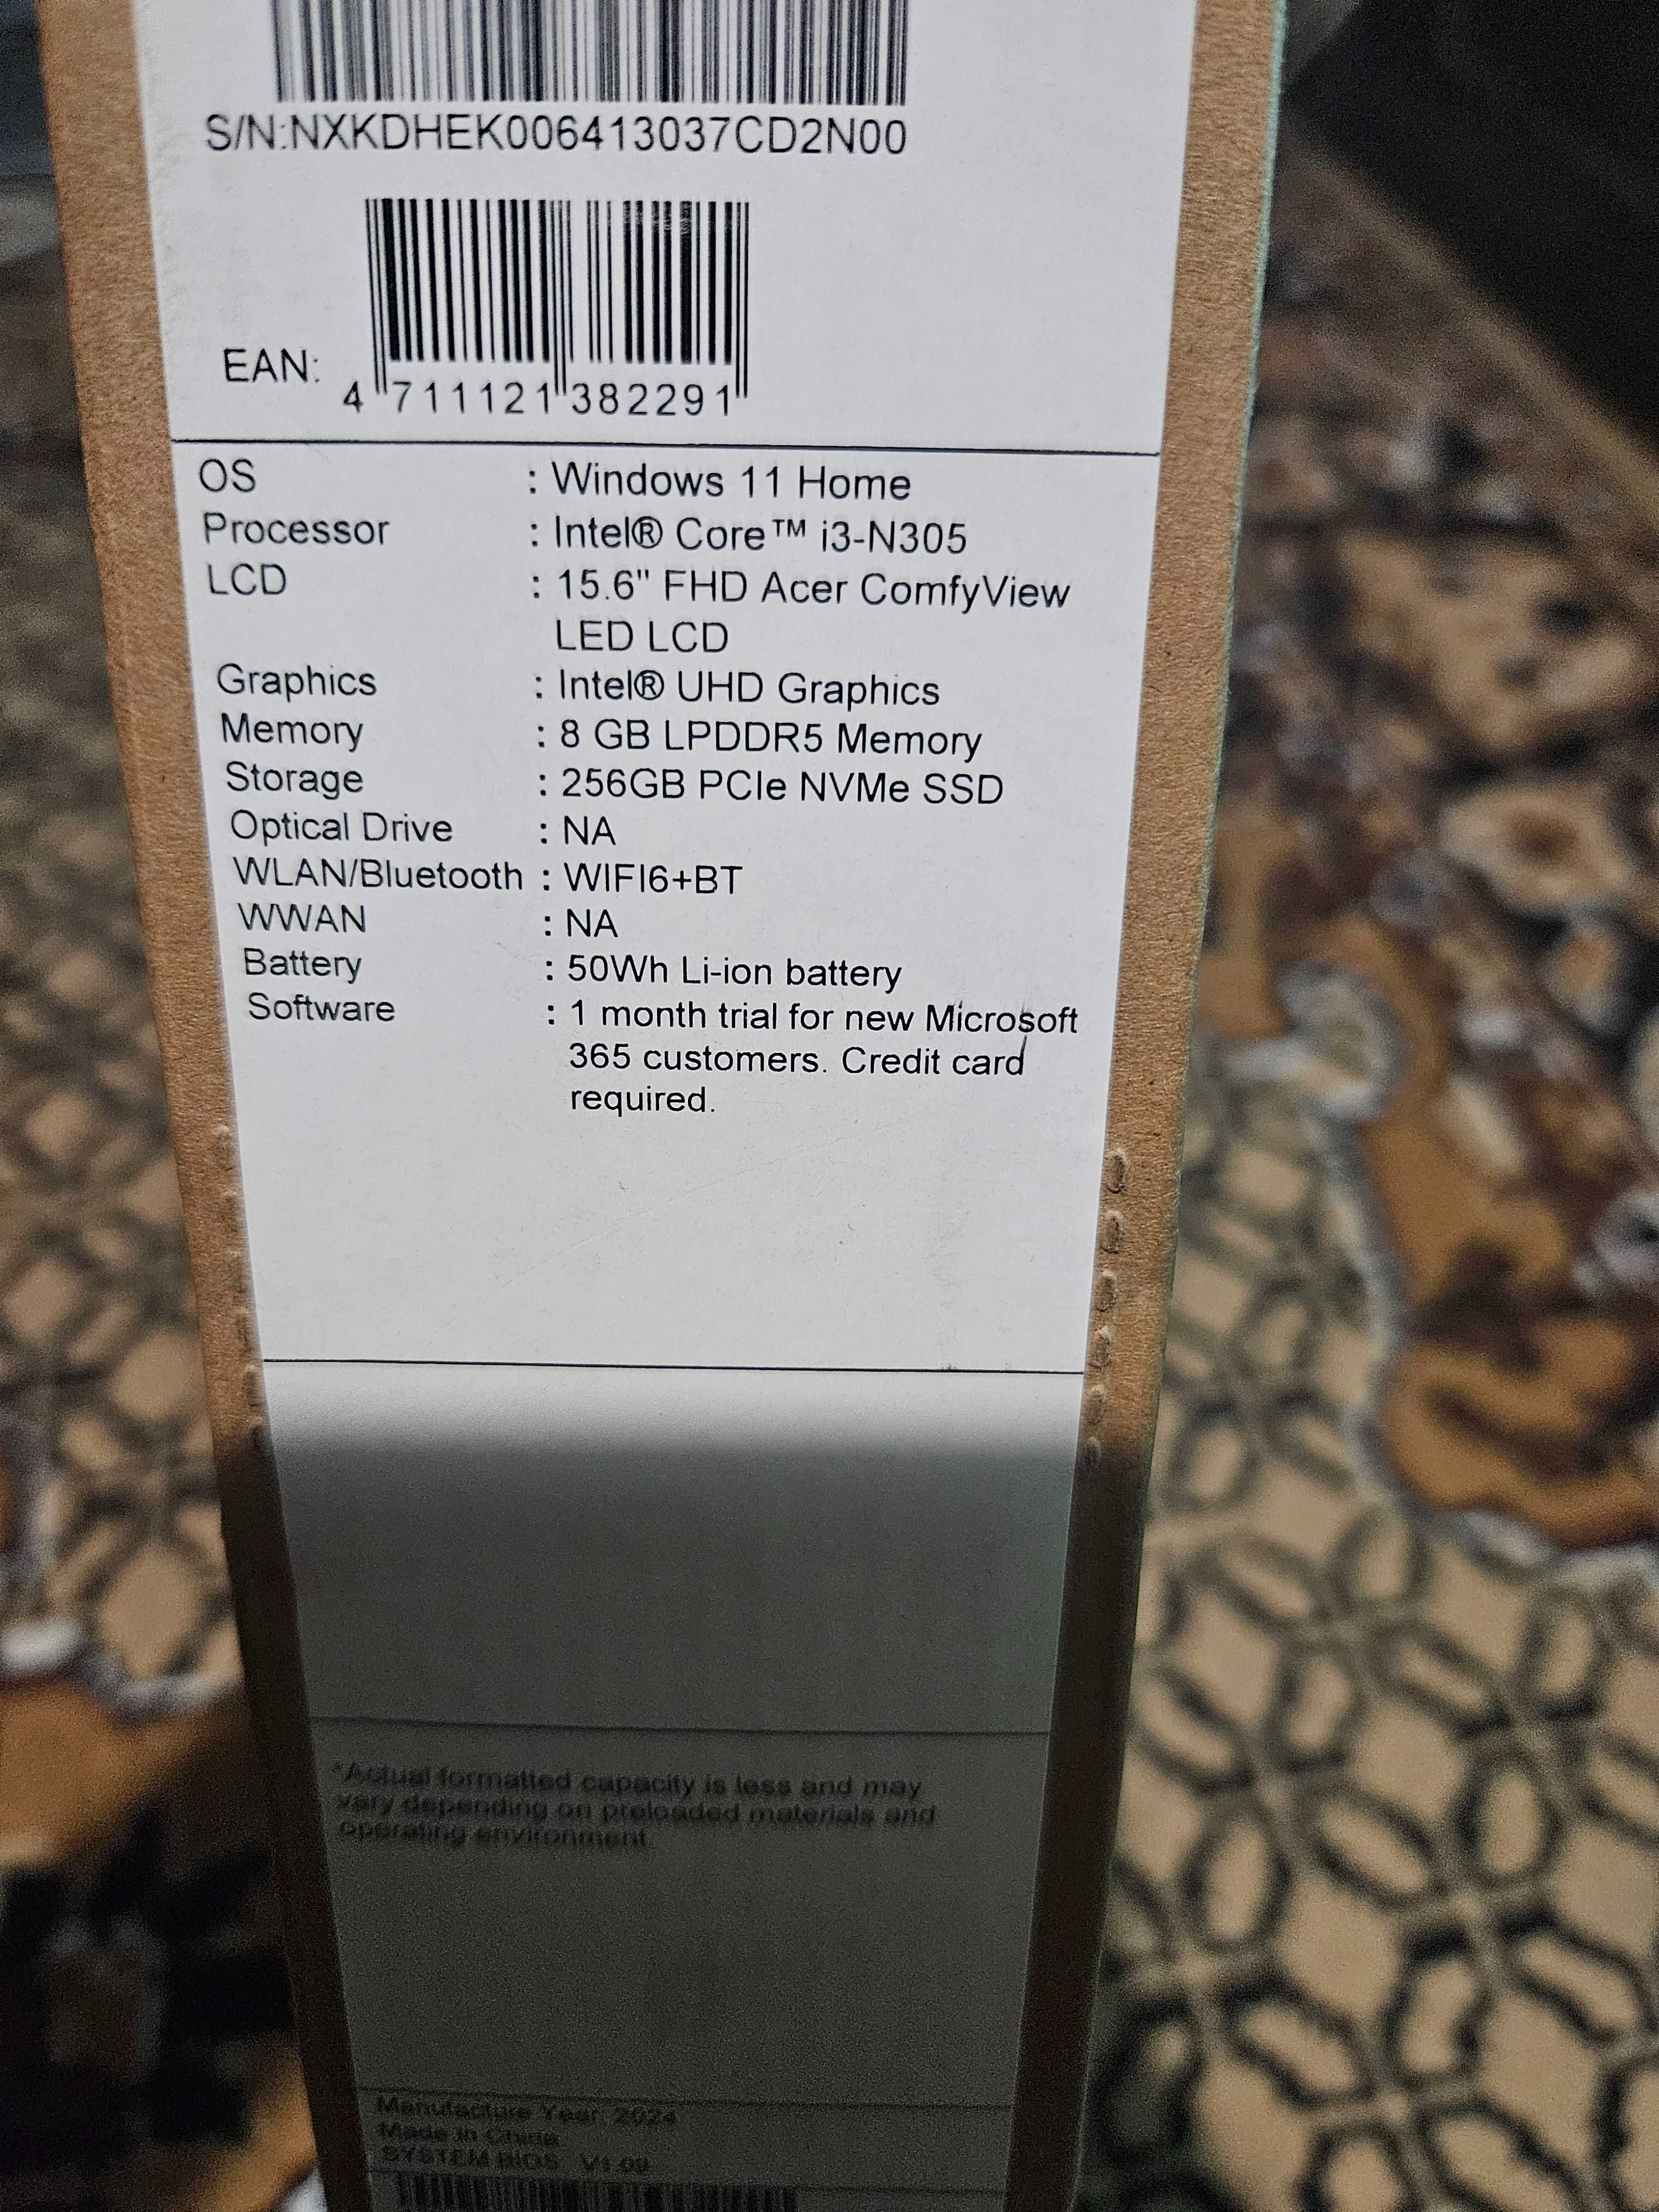 S/N:NXKDHEK006413037CD2N00
EAN: 4 711121 382291
OS : Windows 11 Home
Processor : Intel® Core™ i3-N305
LCD : 15.6" FHD Acer ComfyView
LED LCD
Graphics : Intel® UHD Graphics
Memory : 8 GB LPDDR5 Memory
Storage : 256GB PCIe NVMe SSD
Optical Drive : NA
WLAN/Bluetooth : WIFI6+BT
WWAN : NA
Battery : 50Wh Li-ion battery
Software : 1 month trial for new Microsoft
365 customers. Credit card
required.
*Actual formatted capacity is less and may
vary depending on preloaded materials and
operating environment.
Manufacture Year: 2024
Made in China
SYSTEM BIOS V1.09